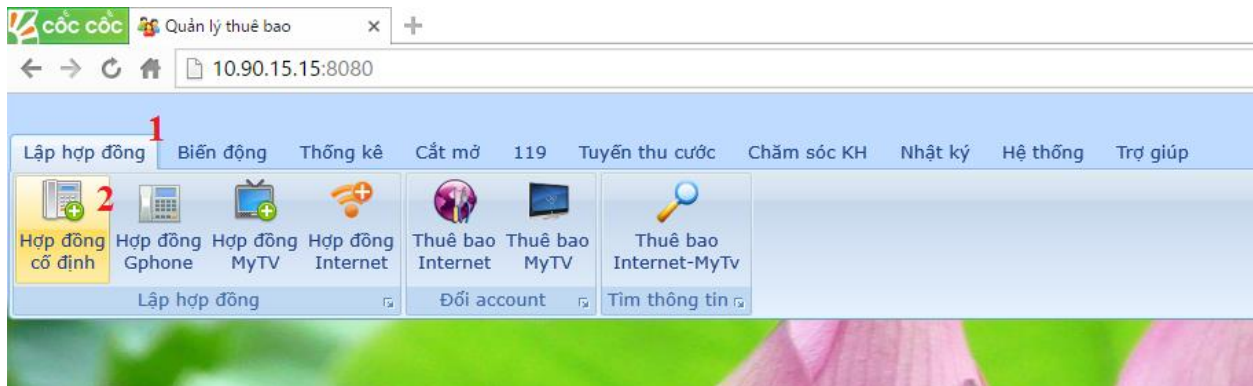 cốc cốc Quản lý thuê bao
10.90.15.15:8080
1
Lập hợp đồng Biến động Thống kê Cắt mở 119 Tuyến thu cước Chăm sóc KH Nhật ký Hệ thống Trợ giúp
2
Hợp đồng Hợp đồng Hợp đồng Hợp đồng Thuê bao Thuê bao Thuê bao
cố định Gphone MyTV Internet Internet MyTV Internet-MyTv
Lập hợp đồng Đổi account Tìm thông tin